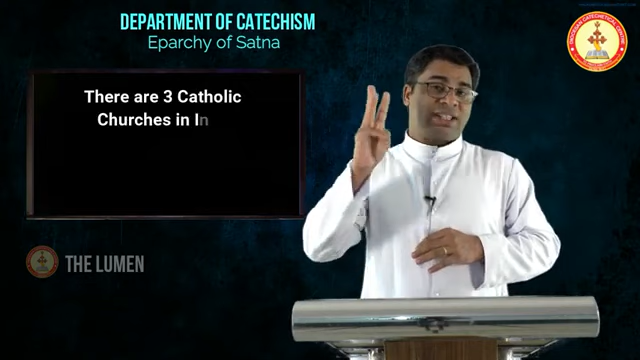 DEPARTMENT OF CATECHISM
Eparchy of Satna
There are 3 Catholic
Churches in In
THE LUMEN